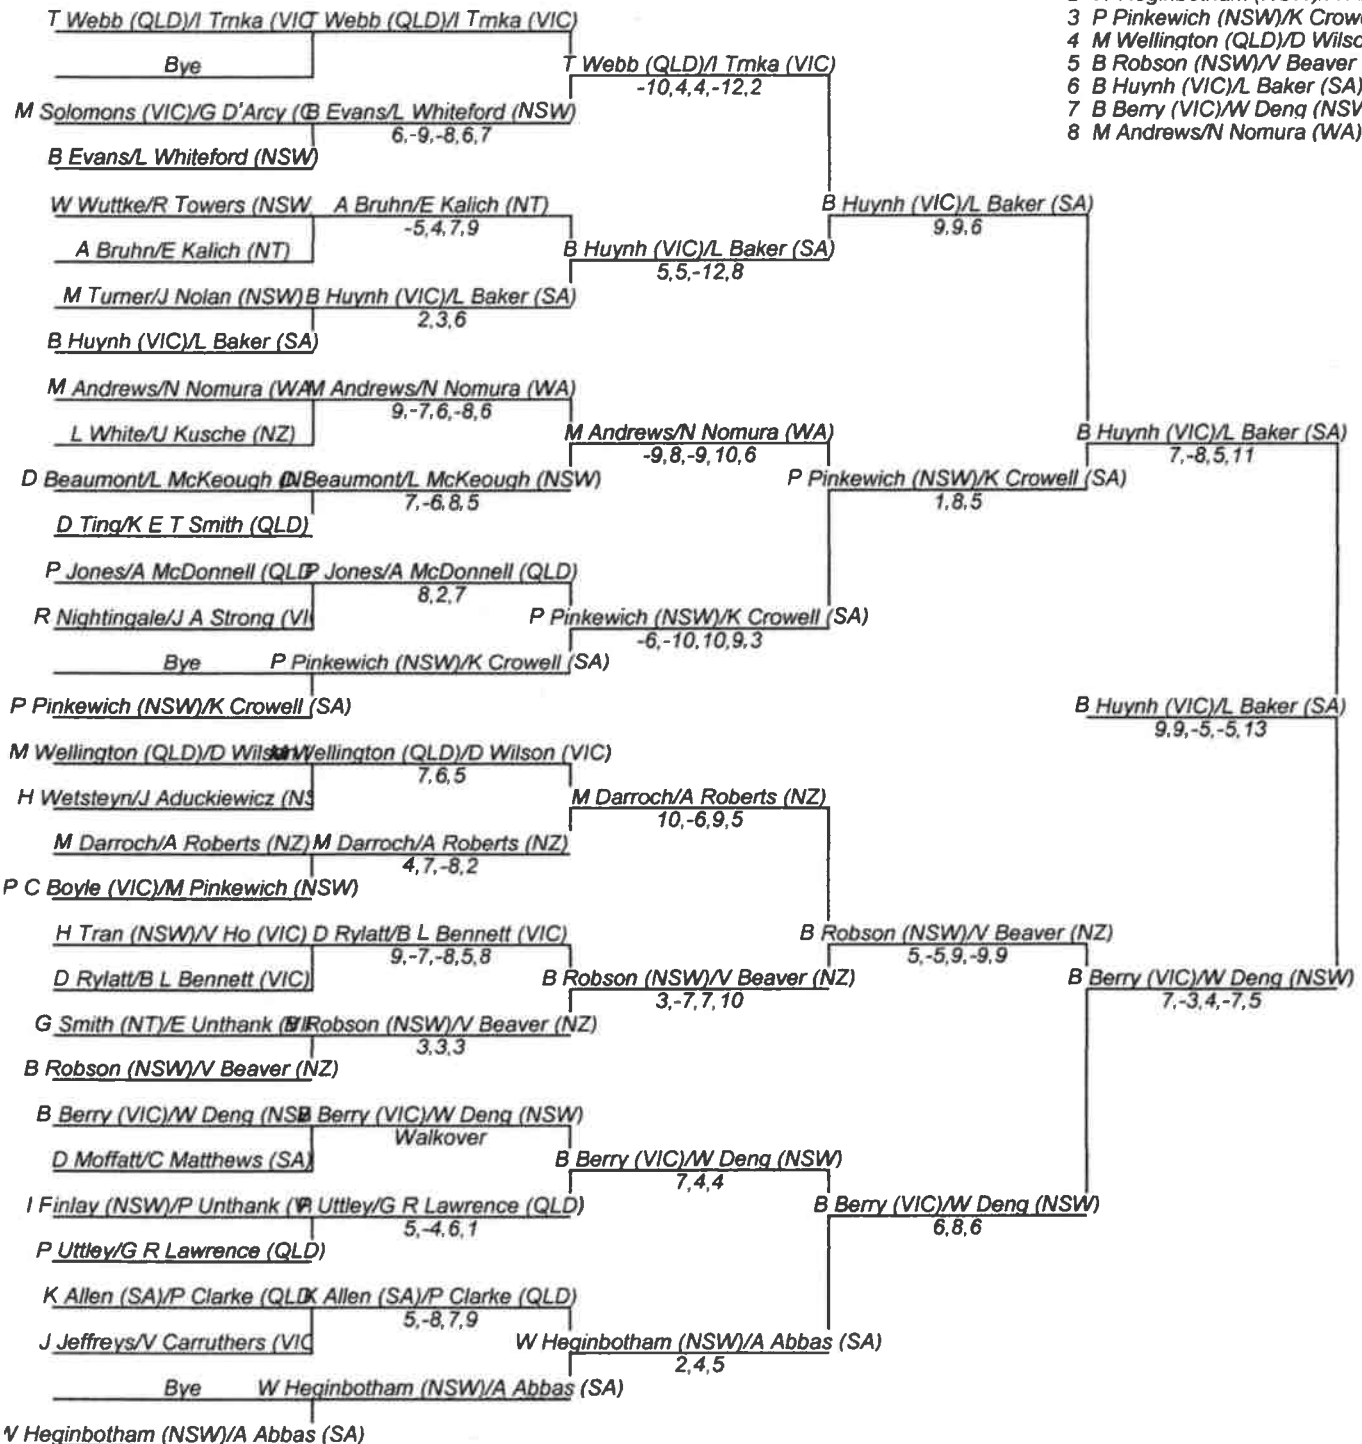 3 P Pinkewich (NSW)/K
4 M Wellington (QLD)/D
5 B Robson (NSW)/V Beaver
6 B Huynh (VIC)/L Baker (SA)
7 B Berry (VIC)/W Deng
8 M Andrews/N Nomura (WA)
T Webb (QLD)/I Trnka T Webb (QLD)/I Trnka (VIC)
Bye
T Webb (QLD)/I Trnka (VIC)
-10,4,4,-12,2
M Solomons (VIC)/G D'Arcy B Evans/L Whiteford (NSW)
6,-9,-8,6,7
B Evans/L Whiteford (NSW)
W Wuttke/R Towers (NSW A Bruhn/E Kalich (NT)
-5,4,7,9
B Huynh (VIC)/L Baker (SA)
9,9,6
A Bruhn/E Kalich (NT)
B Huynh (VIC)/L Baker (SA)
5,5,-12,8
M Turner/J Nolan (NSW) B Huynh (VIC)/L Baker (SA)
2,3,6
B Huynh (VIC)/L Baker (SA)
M Andrews/N Nomura (WA M Andrews/N Nomura (WA)
9,-7,6,-8,6
L White/U Kusche (NZ)
M Andrews/N Nomura (WA)
-9,8,-9,10,6
B Huynh (VIC)/L Baker (SA)
7,-8,5,11
D Beaumont/L McKeough Beaumont/L McKeough (NSW)
7,-6,8,5
P Pinkewich (NSW)/K Crowell (SA)
1,8,5
D Ting/K E T Smith (QLD)
P Jones/A McDonnell P Jones/A McDonnell (QLD)
8,2,7
R Nightingale/J A Strong
P Pinkewich (NSW)/K Crowell (SA)
-6,-10,10,9,3
Bye P Pinkewich (NSW)/K Crowell (SA)
P Pinkewich (NSW)/K Crowell (SA)
B Huynh (VIC)/L Baker (SA)
9,9,-5,-5,13
M Wellington (QLD)/D Wellington (QLD)/D Wilson (VIC)
7,6,5
H Wetsteyn/J Aduckiewicz
M Darroch/A Roberts (NZ)
10,-6,9,5
M Darroch/A Roberts (NZ) M Darroch/A Roberts (NZ)
4,7,-8,2
P C Boyle (VIC)/M Pinkewich (NSW)
H Tran (NSW)/V Ho (VIC) D Rylatt/B L Bennett (VIC)
9,-7,-8,5,8
B Robson (NSW)/V Beaver (NZ)
5,-5,9,-9,9
D Rylatt/B L Bennett (VIC)
B Robson (NSW)/V Beaver (NZ)
3,-7,7,10
B Berry (VIC)/W Deng (NSW)
7,-3,4,-7,5
G Smith (NT)/E Unthank Robson (NSW)/V Beaver (NZ)
3,3,3
B Robson (NSW)/V Beaver (NZ)
B Berry (VIC)/W Deng B Berry (VIC)/W Deng (NSW)
Walkover
D Moffatt/C Matthews (SA)
B Berry (VIC)/W Deng (NSW)
7,4,4
I Finlay (NSW)/P Unthank P Uttley/G R Lawrence (QLD)
5,-4,6,1
B Berry (VIC)/W Deng (NSW)
6,8,6
P Uttley/G R Lawrence (QLD)
K Allen (SA)/P Clarke K Allen (SA)/P Clarke (QLD)
5,-8,7,9
J Jeffreys/V Carruthers (VIC
W Heginbotham (NSW)/A Abbas (SA)
2,4,5
Bye W Heginbotham (NSW)/A Abbas (SA)
W Heginbotham (NSW)/A Abbas (SA)